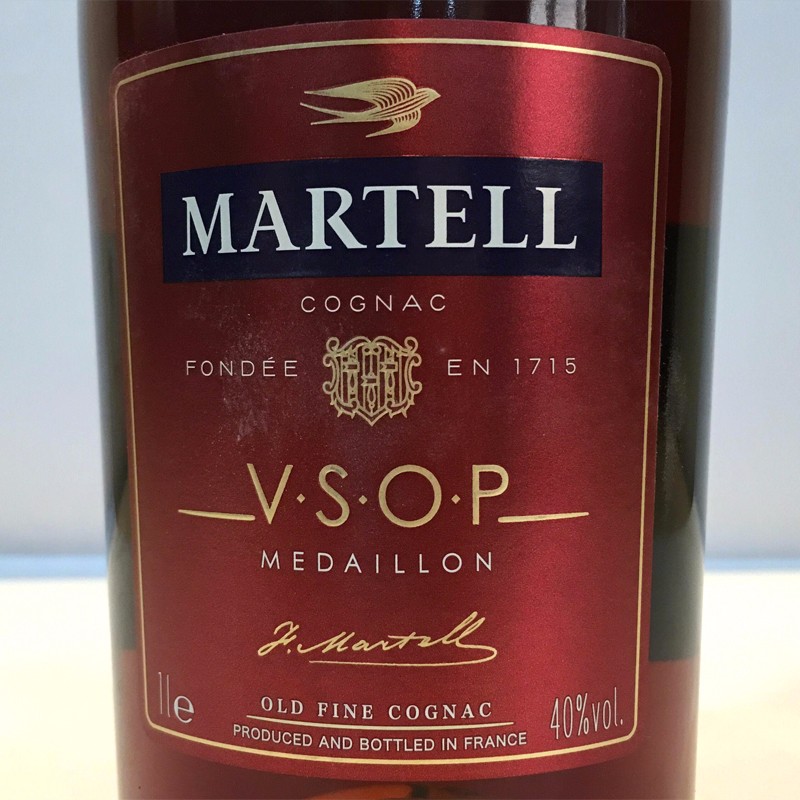 MARTELL
COGNAC
FONDÉE EN 1715
V·S·O·P
MEDAILLON
J. Martell
OLD FINE COGNAC
1le 40%vol.
PRODUCED AND BOTTLED IN FRANCE